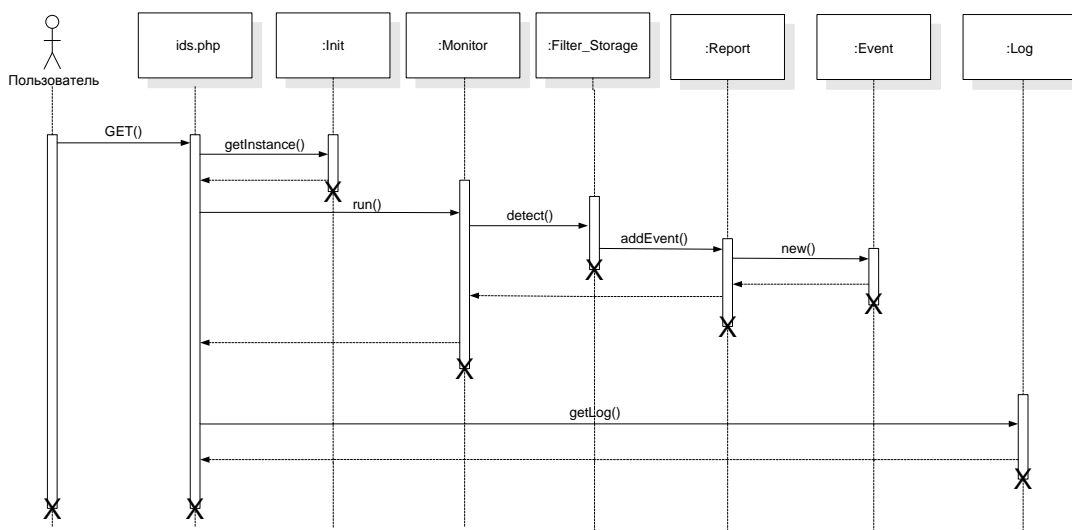 ids.php
:Init
:Monitor
:Filter_Storage
:Report
:Event
:Log
Пользователь
GET()
getInstance()
run()
detect()
addEvent()
new()
getLog()